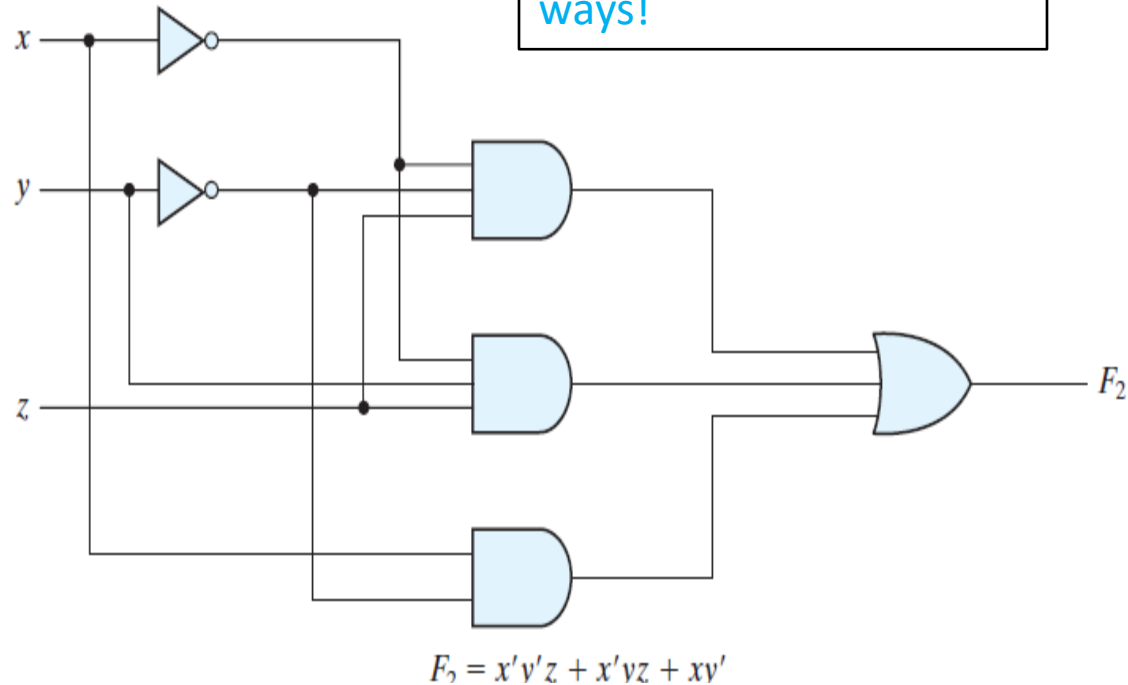 ways!
x
y
z
F₂
F₂ = x′y′z + x′yz + xy′